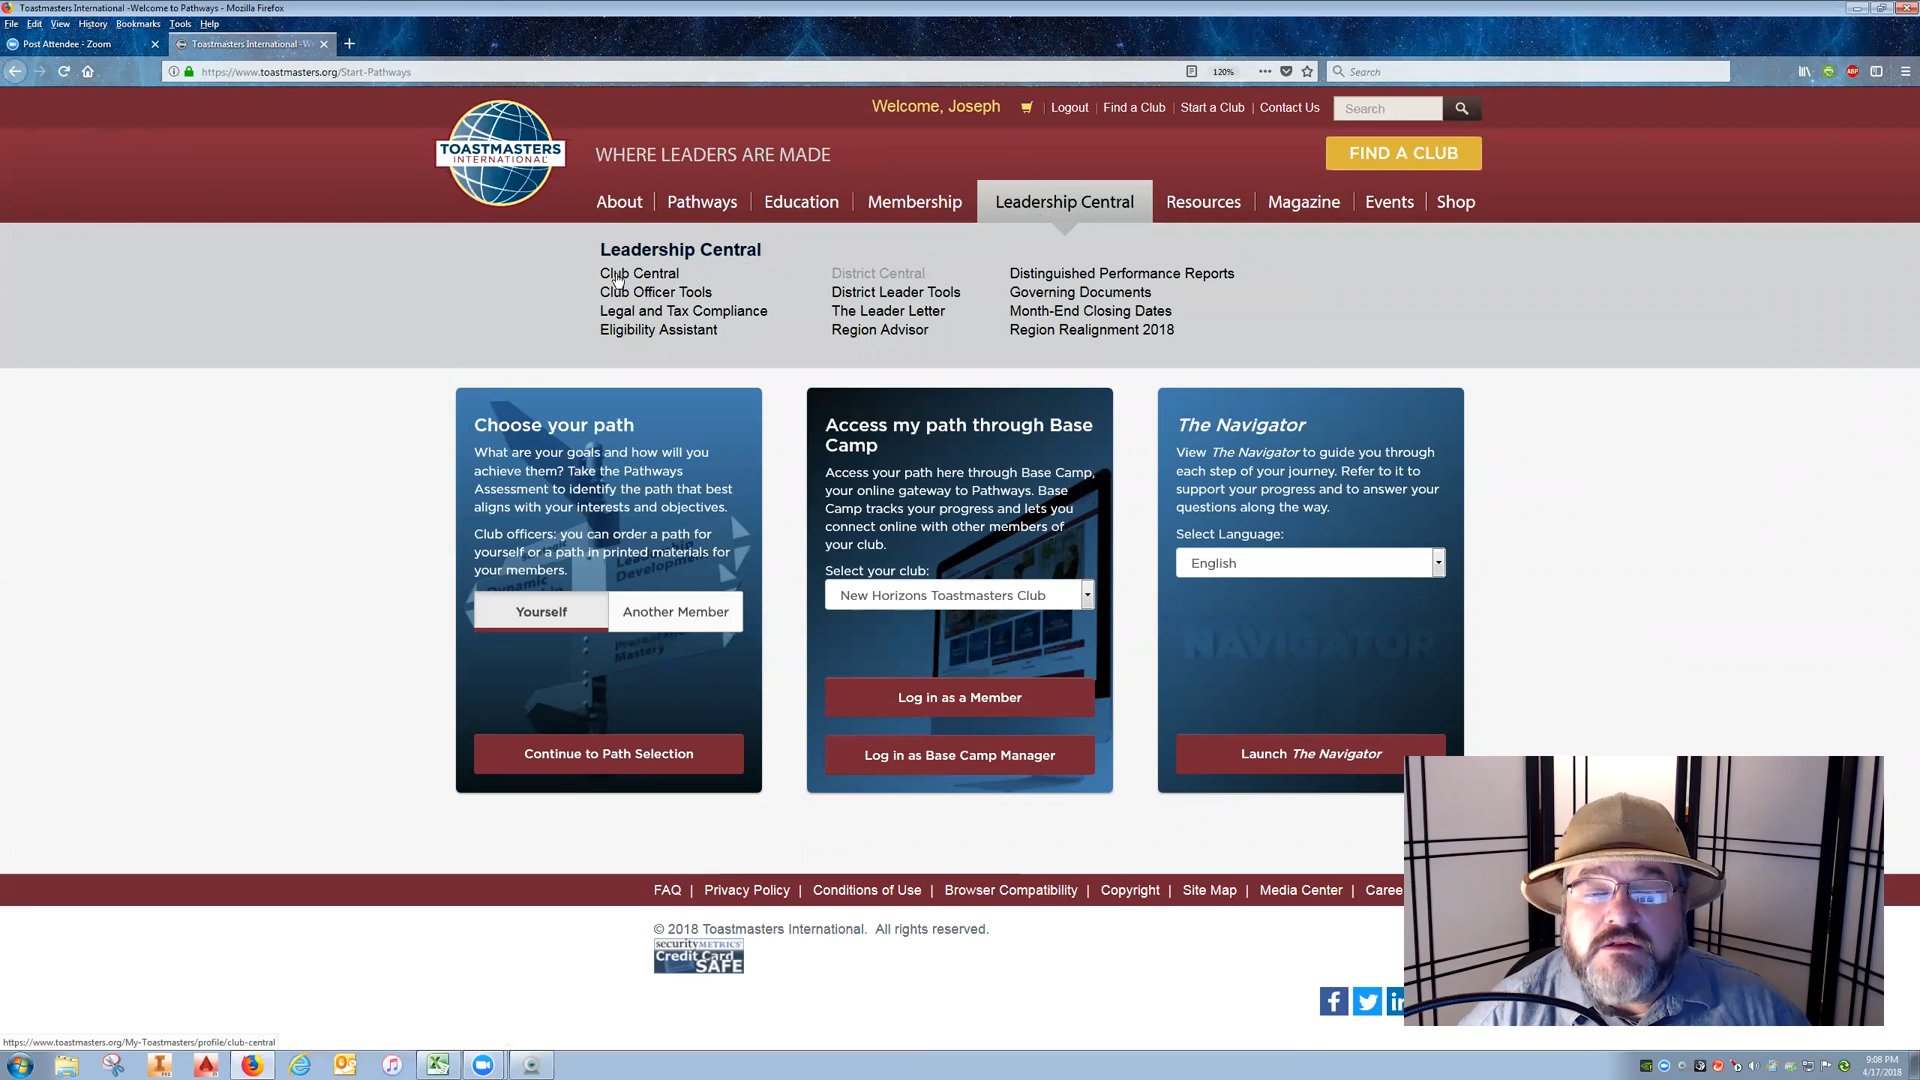 Toastmasters International -Welcome to Pathways - Mozilla Firefox
File Edit View History Bookmarks Tools Help
Post Attendee - Zoom
Toastmasters International -W
https://www.toastmasters.org/Start-Pathways
120%
Search
Welcome, Joseph
Logout
Find a Club
Start a Club
Contact Us
Search
TOASTMASTERS
INTERNATIONAL
WHERE LEADERS ARE MADE
FIND A CLUB
About
Pathways
Education
Membership
Leadership Central
Resources
Magazine
Events
Shop
Leadership Central
Club Central
Club Officer Tools
Legal and Tax Compliance
Eligibility Assistant
District Central
District Leader Tools
The Leader Letter
Region Advisor
Distinguished Performance Reports
Governing Documents
Month-End Closing Dates
Region Realignment 2018
Choose your path
What are your goals and how will you
achieve them? Take the Pathways
Assessment to identify the path that best
aligns with your interests and objectives.
Club officers: you can order a path for
yourself or a path in printed materials for
your members.
Yourself
Another Member
Continue to Path Selection
Access my path through Base
Camp
Access your path here through Base Camp,
your online gateway to Pathways. Base
Camp tracks your progress and lets you
connect online with other members of
your club.
Select your club:
New Horizons Toastmasters Club
Log in as a Member
Log in as Base Camp Manager
The Navigator
View The Navigator to guide you through
each step of your journey. Refer to it to
support your progress and to answer your
questions along the way.
Select Language:
English
NAVIGATOR
Launch The Navigator
FAQ | Privacy Policy | Conditions of Use | Browser Compatibility | Copyright | Site Map | Media Center | Caree
© 2018 Toastmasters International. All rights reserved.
securityMETRICS
Credit Card
SAFE
https://www.toastmasters.org/My-Toastmasters/profile/club-central
9:08 PM
4/17/2018